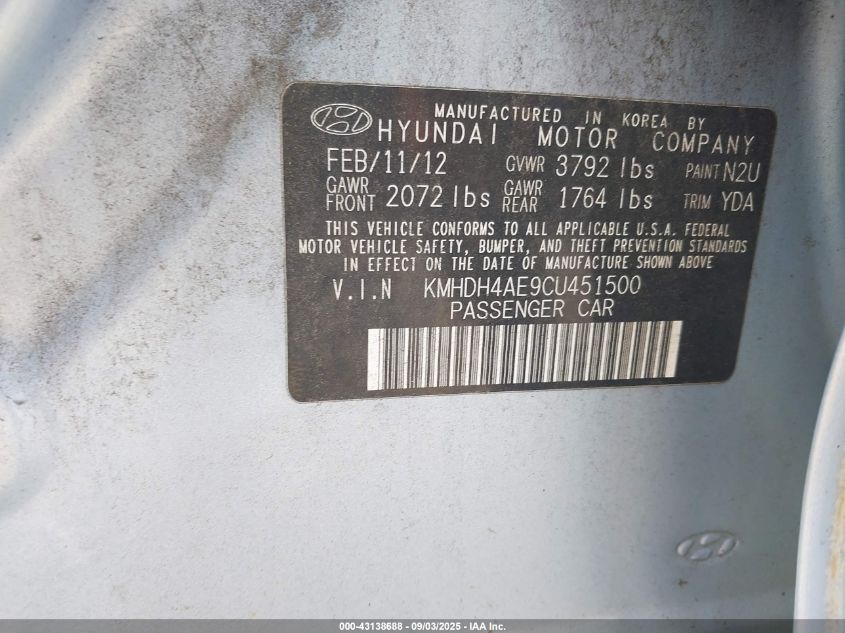 MANUFACTURED IN KOREA BY
HYUNDAI MOTOR COMPANY
FEB/11/12 GVWR 3792 lbs PAINT N2U
GAWR FRONT 2072 lbs GAWR REAR 1764 lbs TRIM YDA
THIS VEHICLE CONFORMS TO ALL APPLICABLE U.S.A. FEDERAL
MOTOR VEHICLE SAFETY, BUMPER, AND THEFT PREVENTION STANDARDS
IN EFFECT ON THE DATE OF MANUFACTURE SHOWN ABOVE
V.I.N KMHDH4AE9CU451500
PASSENGER CAR
000-43138688 - 09/03/2025 - IAA Holdings, LLC.